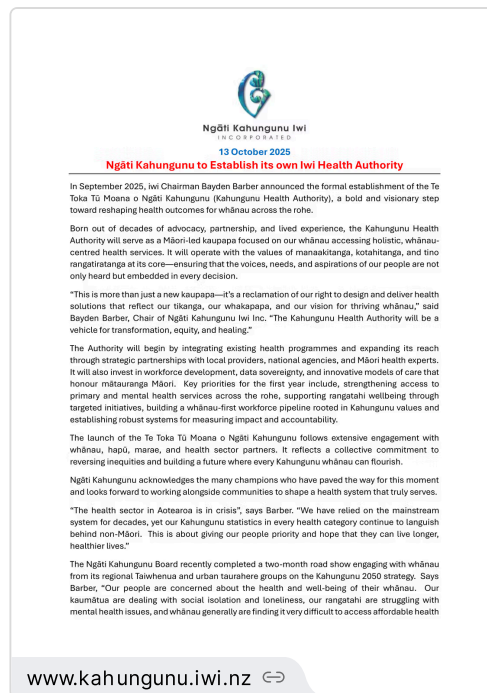 Ngāti Kahungunu Iwi
INCORPORATED
13 October 2025
Ngāti Kahungunu to Establish its own Iwi Health Authority
In September 2025, iwi Chairman Bayden Barber announced the formal establishment of the Te
Toka Tū Moana o Ngāti Kahungunu (Kahungunu Health Authority), a bold and visionary step
toward reshaping health outcomes for whānau across the rohe.
Born out of decades of advocacy, partnership, and lived experience, the Kahungunu Health
Authority will serve as a Māori-led kaupapa focused on our whānau accessing holistic, whānau-
centred health services. It will operate with the values of manaakitanga, kotahitanga, and tino
rangatiratanga at its core—ensuring that the voices, needs, and aspirations of our people are not
only heard but embedded in every decision.
“This is more than just a new kaupapa—it’s a reclamation of our right to design and deliver health
solutions that reflect our tikanga, our whakapapa, and our vision for thriving whānau,” said
Bayden Barber, Chair of Ngāti Kahungunu Iwi Inc. “The Kahungunu Health Authority will be a
vehicle for transformation, equity, and healing.”
The Authority will begin by integrating existing health programmes and expanding its reach
through strategic partnerships with local providers, national agencies, and Māori health experts.
It will also invest in workforce development, data sovereignty, and innovative models of care that
honour mātauranga Māori. Key priorities for the first year include, strengthening access to
primary and mental health services across the rohe, supporting rangatahi wellbeing through
targeted initiatives, building a whānau-first workforce pipeline rooted in Kahungunu values and
establishing robust systems for measuring impact and accountability.
The launch of the Te Toka Tū Moana o Ngāti Kahungunu follows extensive engagement with
whānau, hapū, marae, and health sector partners. It reflects a collective commitment to
reversing inequities and building a future where every Kahungunu whānau can flourish.
Ngāti Kahungunu acknowledges the many champions who have paved the way for this moment
and looks forward to working alongside communities to shape a health system that truly serves.
“The health sector in Aotearoa is in crisis”, says Barber. “We have relied on the mainstream
system for decades, yet our Kahungunu statistics in every health category continue to languish
behind non-Māori. This is about giving our people priority and hope that they can live longer,
healthier lives.”
The Ngāti Kahungunu Board recently completed a two-month road show engaging with whānau
from its regional Taiwhenua and urban taurahere groups on the Kahungunu 2050 strategy. Says
Barber, “Our people are concerned about the health and well-being of their whānau. Our
kaumātua are dealing with social isolation and loneliness, our rangatahi are struggling with
mental health issues, and whānau generally are finding it very difficult to access affordable health
www.kahungunu.iwi.nz